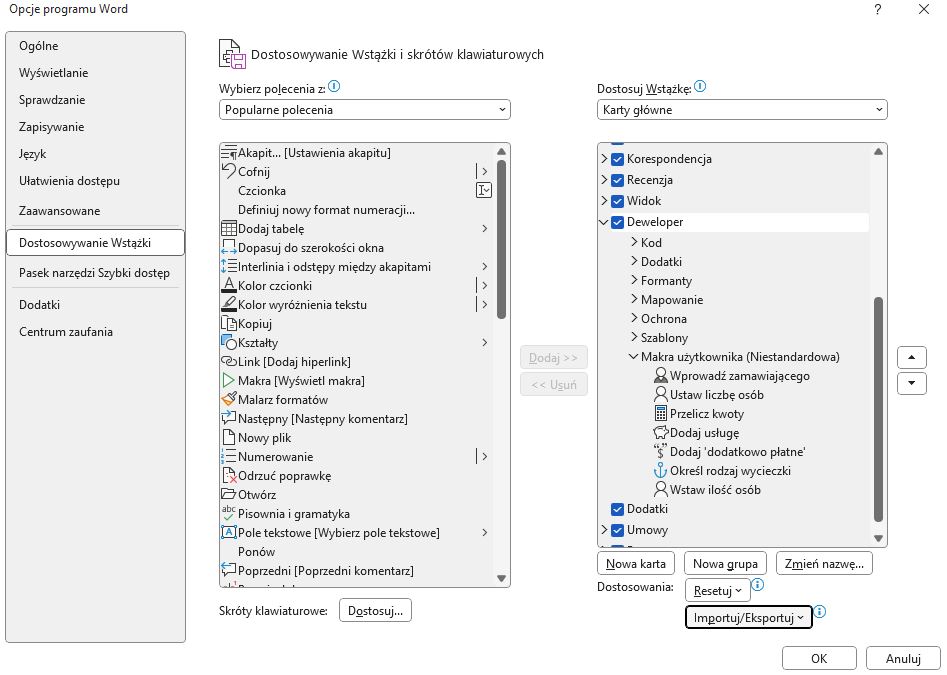 Opcje programu Word
?
Ogólne
Wyświetlanie
Sprawdzanie
Zapisywanie
Język
Ułatwienia dostępu
Zaawansowane
Dostosowywanie Wstążki
Pasek narzędzi Szybki dostęp
Dodatki
Centrum zaufania
Dostosowywanie Wstążki i skrótów klawiaturowych
Wybierz polecenia z:
Popularne polecenia
Akapit... [Ustawienia akapitu]
Cofnij
Czcionka
Definiuj nowy format numeracji...
Dodaj tabelę
Dopasuj do szerokości okna
Interlinia i odstępy między akapitami
Kolor czcionki
Kolor wyróżnienia tekstu
Kopiuj
Kształty
Link [Dodaj hiperlink]
Makra [Wyświetl makra]
Malarz formatów
Następny [Następny komentarz]
Nowy plik
Numerowanie
Odrzuć poprawkę
Otwórz
Pisownia i gramatyka
Pole tekstowe [Wybierz pole tekstowe]
Ponów
Poprzedni [Poprzedni komentarz]
Skróty klawiaturowe: Dostosuj...
Dodaj >>
<< Usuń
Dostosuj Wstążkę:
Karty główne
Korespondencja
Recenzja
Widok
Deweloper
Kod
Dodatki
Formanty
Mapowanie
Ochrona
Szablony
Makra użytkownika (Niestandardowa)
Wprowadź zamawiającego
Ustaw liczbę osób
Przelicz kwoty
Dodaj usługę
Dodaj 'dodatkowo płatne'
Określ rodzaj wycieczki
Wstaw ilość osób
Dodatki
Umowy
Nowa karta Nowa grupa Zmień nazwę...
Dostosowania: Resetuj
Importuj/Eksportuj
OK Anuluj